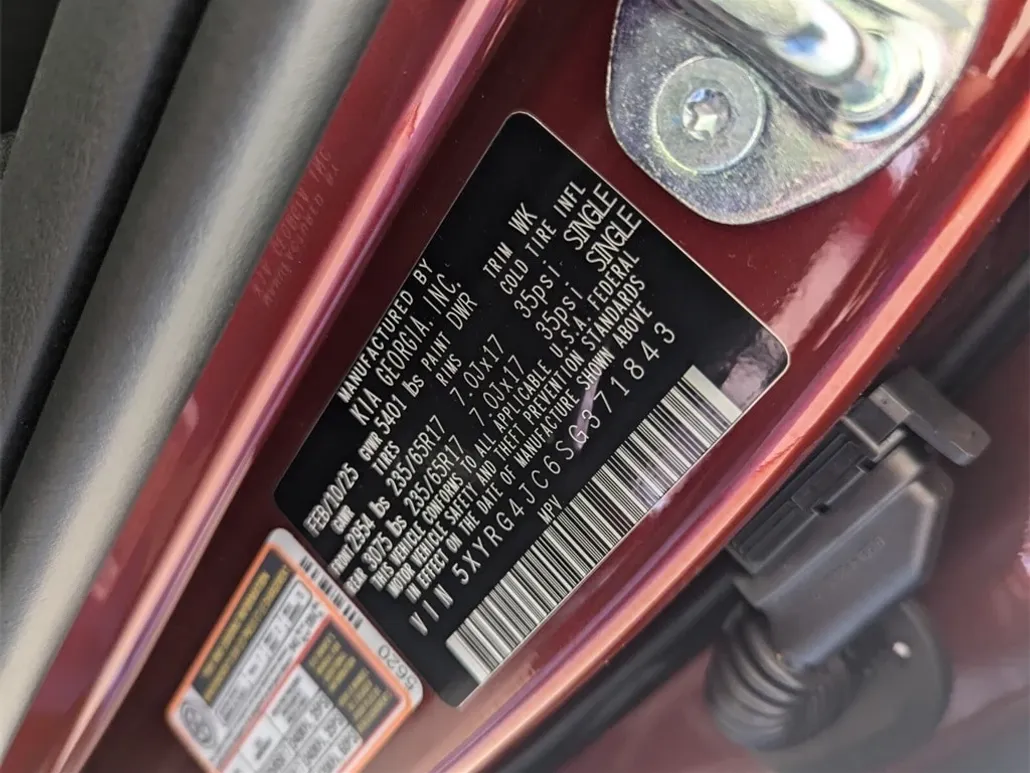 MANUFACTURED BY
KIA GEORGIA, INC.
FEB/10/25 GVWR 5401 lbs PAINT DWR TRIM WK
GAWR TIRES RIMS COLD TIRE INFL
FRONT 2954 lbs 235/65R17 7.0Jx17 35psi SINGLE
REAR 3075 lbs 235/65R17 7.0Jx17 35psi SINGLE
THIS VEHICLE CONFORMS TO ALL APPLICABLE U.S.A. FEDERAL
MOTOR VEHICLE SAFETY AND THEFT PREVENTION STANDARDS
IN EFFECT ON THE DATE OF MANUFACTURE SHOWN ABOVE
VIN 5XYRG4JC6SG371843
MPV
5620